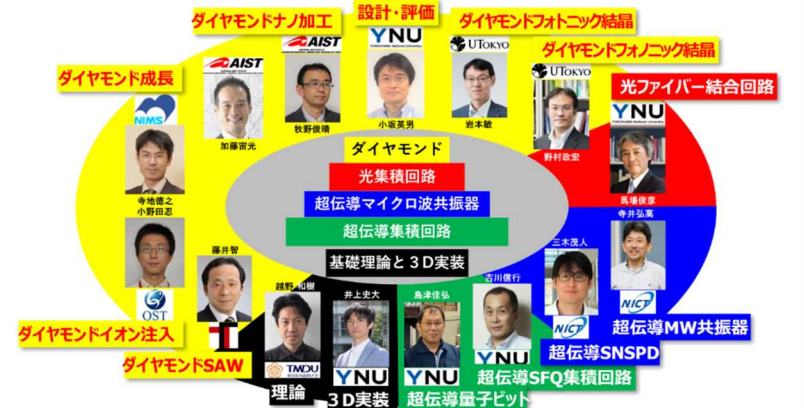 設計・評価
ダイヤモンドナノ加工
ダイヤモンドフォトニック結晶
YNU
AIST
UTOKYO
ダイヤモンドフォノニック結晶
AIST
UTOKYO
ダイヤモンド成長
光ファイバー結合回路
NIMS
YNU
加藤宙光
牧野俊晴
小坂英男
岩本敏
野村政宏
馬場俊彦
ダイヤモンド
光集積回路
超伝導マイクロ波共振器
超伝導集積回路
基礎理論と3D実装
寺地徳之
小野田忍
寺井弘高
三木茂人
藤井智
越野 和樹
井上史大
島津佳弘
吉川信行
QST
NICT
NICT
ダイヤモンドイオン注入
超伝導MW共振器
ダイヤモンドSAW
TMDU
YNU
YNU
YNU
超伝導SNSPD
超伝導SFQ集積回路
理論
3D実装
超伝導量子ビット